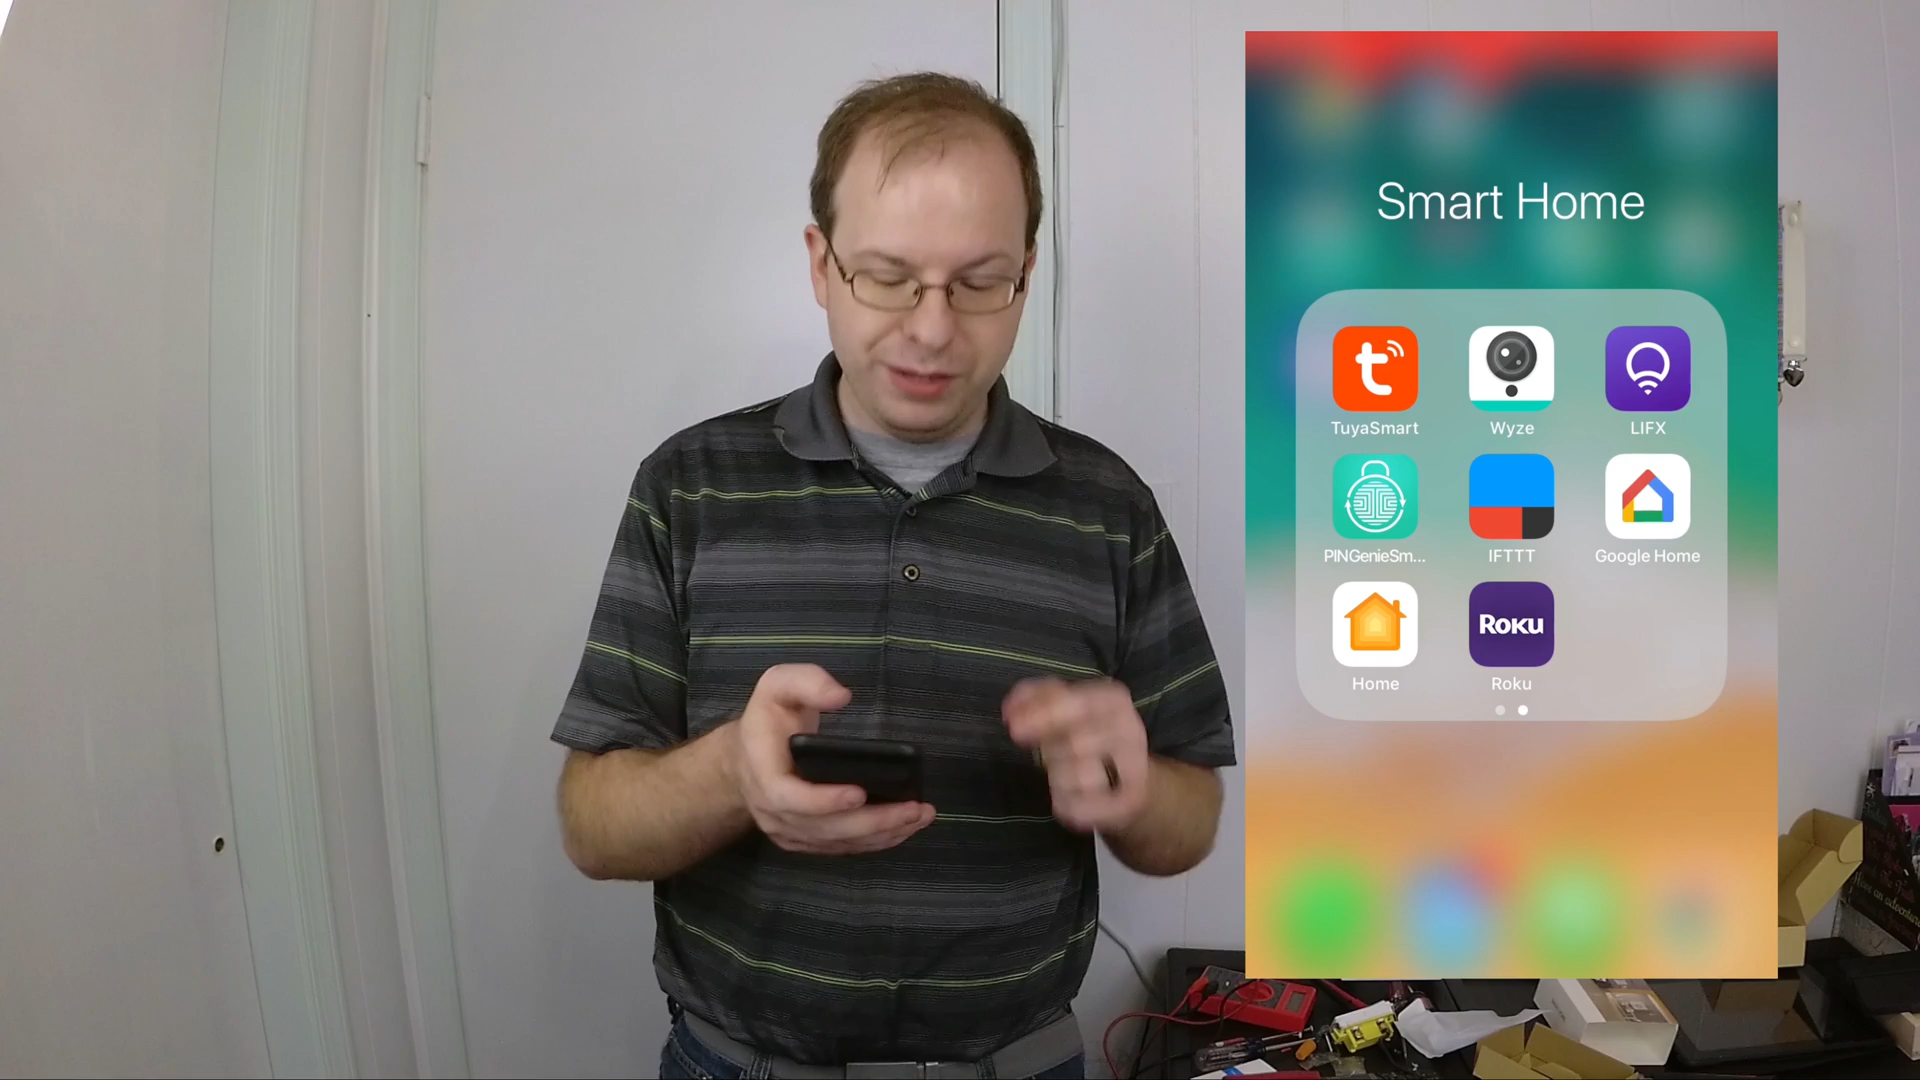 Smart Home
TuyaSmart
Wyze
LIFX
PINGenieSm...
IFTTT
Google Home
ROKU
Home
Roku